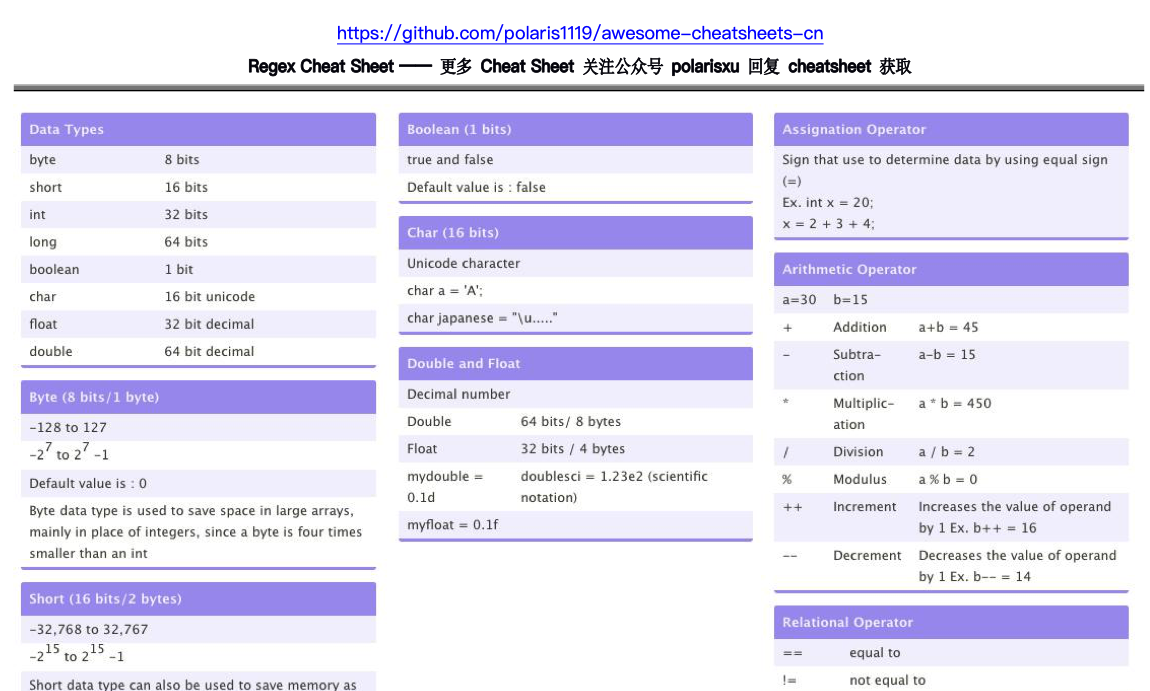 https://github.com/polaris1119/awesome-cheatsheets-cn
Regex Cheat Sheet —— 更多 Cheat Sheet 关注公众号 polarisxu 回复 cheatsheet 获取
Data Types
byte 8 bits
short 16 bits
int 32 bits
long 64 bits
boolean 1 bit
char 16 bit unicode
float 32 bit decimal
double 64 bit decimal
Byte (8 bits/1 byte)
-128 to 127
-2^7 to 2^7 -1
Default value is : 0
Byte data type is used to save space in large arrays,
mainly in place of integers, since a byte is four times
smaller than an int
Short (16 bits/2 bytes)
-32,768 to 32,767
-2^15 to 2^15 -1
Short data type can also be used to save memory as
Boolean (1 bits)
true and false
Default value is : false
Char (16 bits)
Unicode character
char a = 'A';
char japanese = "\u....."
Double and Float
Decimal number
Double 64 bits/ 8 bytes
Float 32 bits / 4 bytes
mydouble = doublesci = 1.23e2 (scientific
0.1d notation)
myfloat = 0.1f
Assignation Operator
Sign that use to determine data by using equal sign
(=)
Ex. int x = 20;
x = 2 + 3 + 4;
Arithmetic Operator
a=30 b=15
+ Addition a+b = 45
- Subtra- a-b = 15
ction
* Multiplic- a * b = 450
ation
/ Division a / b = 2
% Modulus a % b = 0
++ Increment Increases the value of operand
by 1 Ex. b++ = 16
-- Decrement Decreases the value of operand
by 1 Ex. b-- = 14
Relational Operator
== equal to
!= not equal to